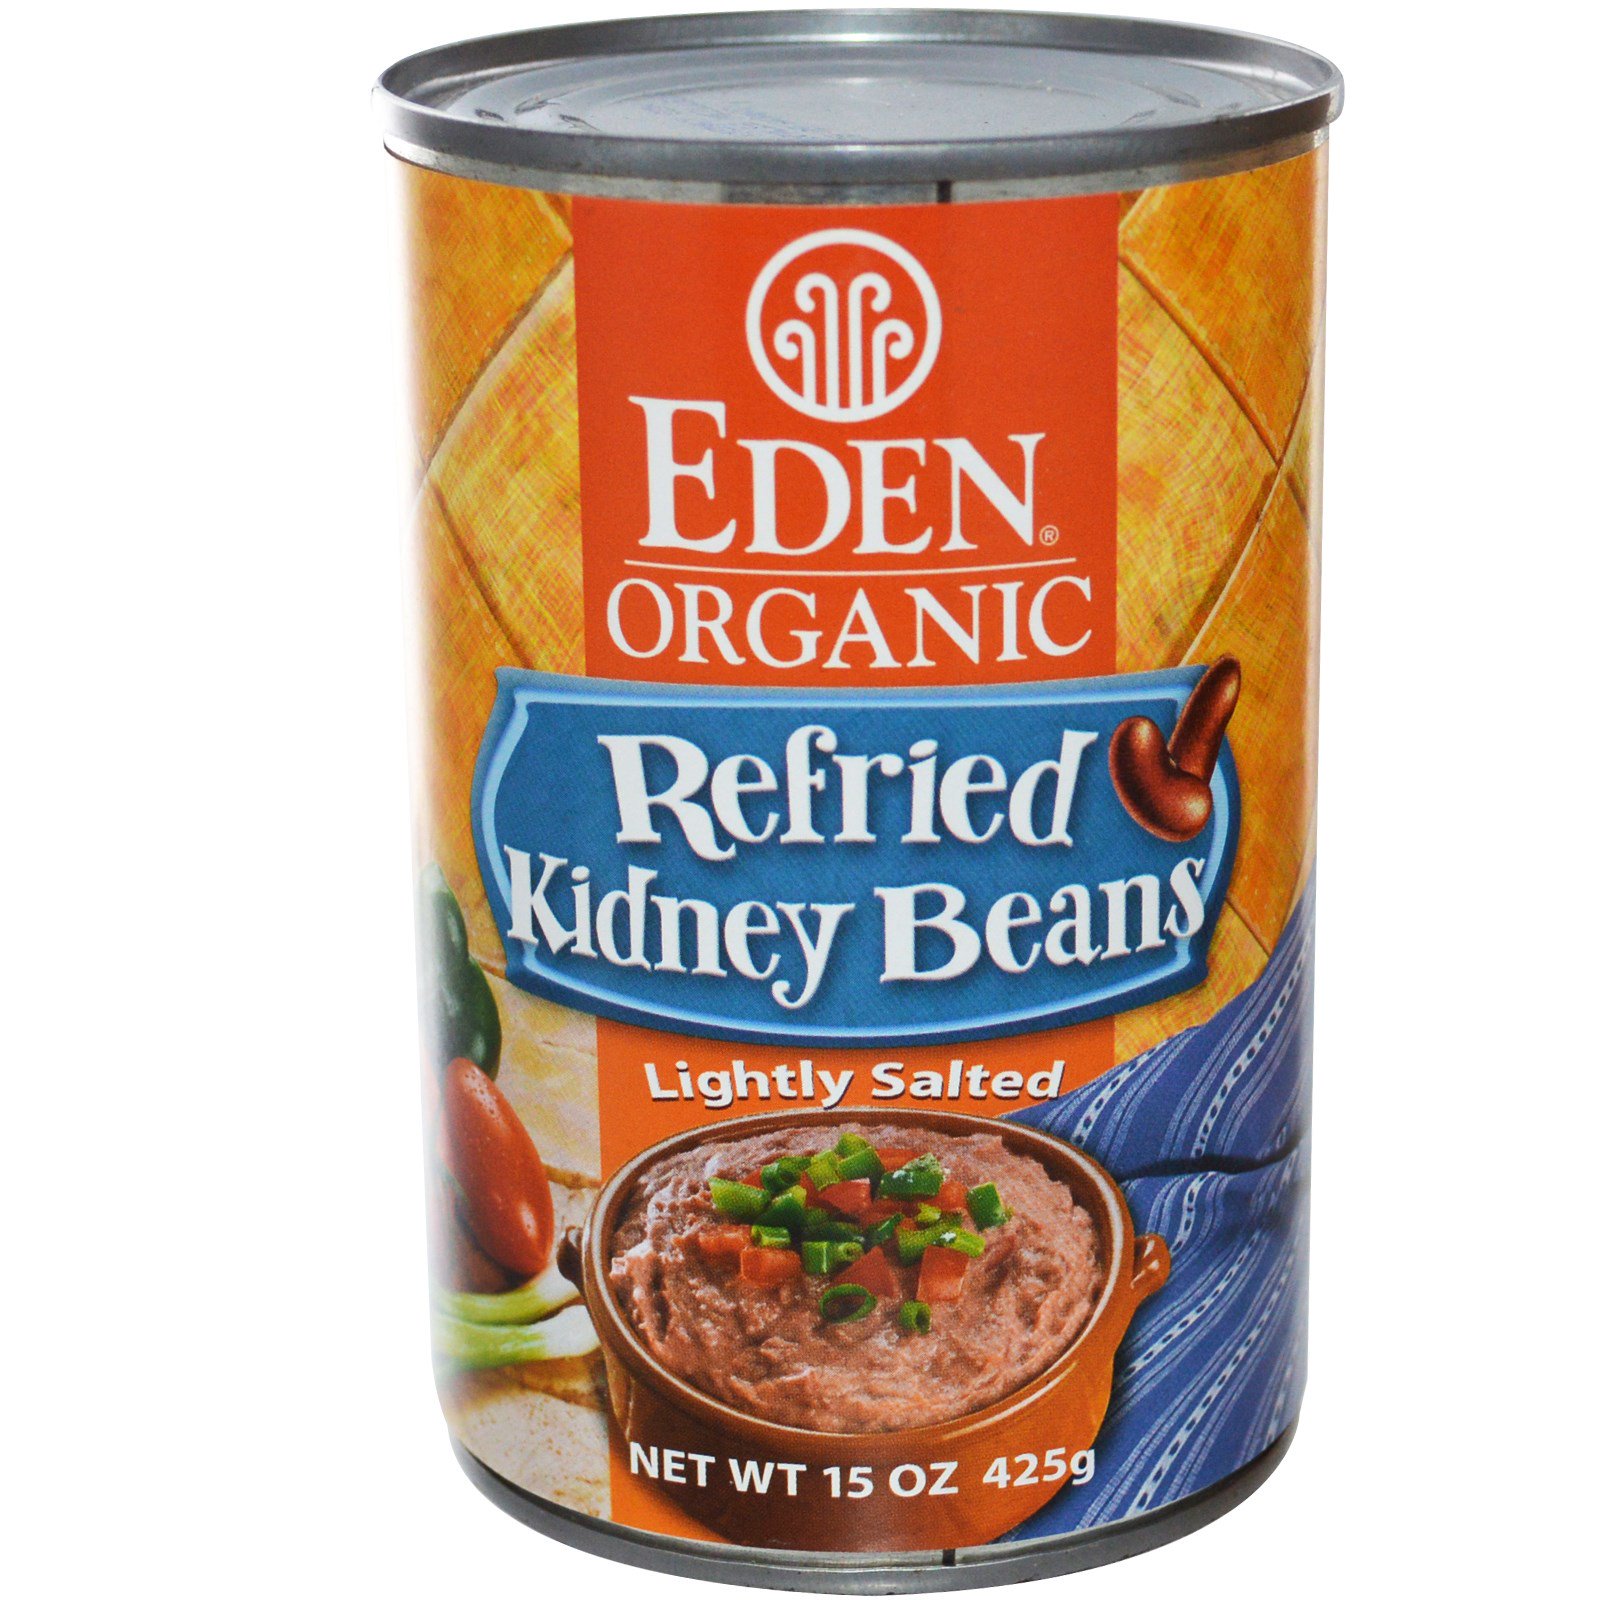 EDEN®
ORGANIC
Refried
Kidney Beans
Lightly Salted
NET WT 15 OZ 425g